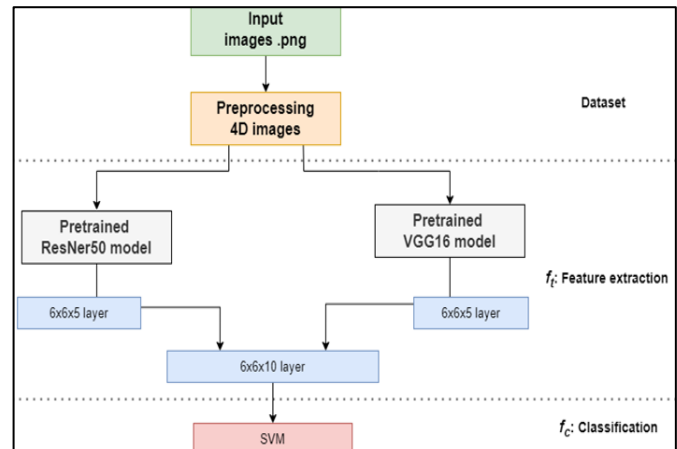 Input
images .png
Preprocessing
4D images
Dataset
Pretrained
ResNer50 model
Pretrained
VGG16 model
fₜ: Feature extraction
6x6x5 layer
6x6x5 layer
6x6x10 layer
f꜀: Classification
SVM